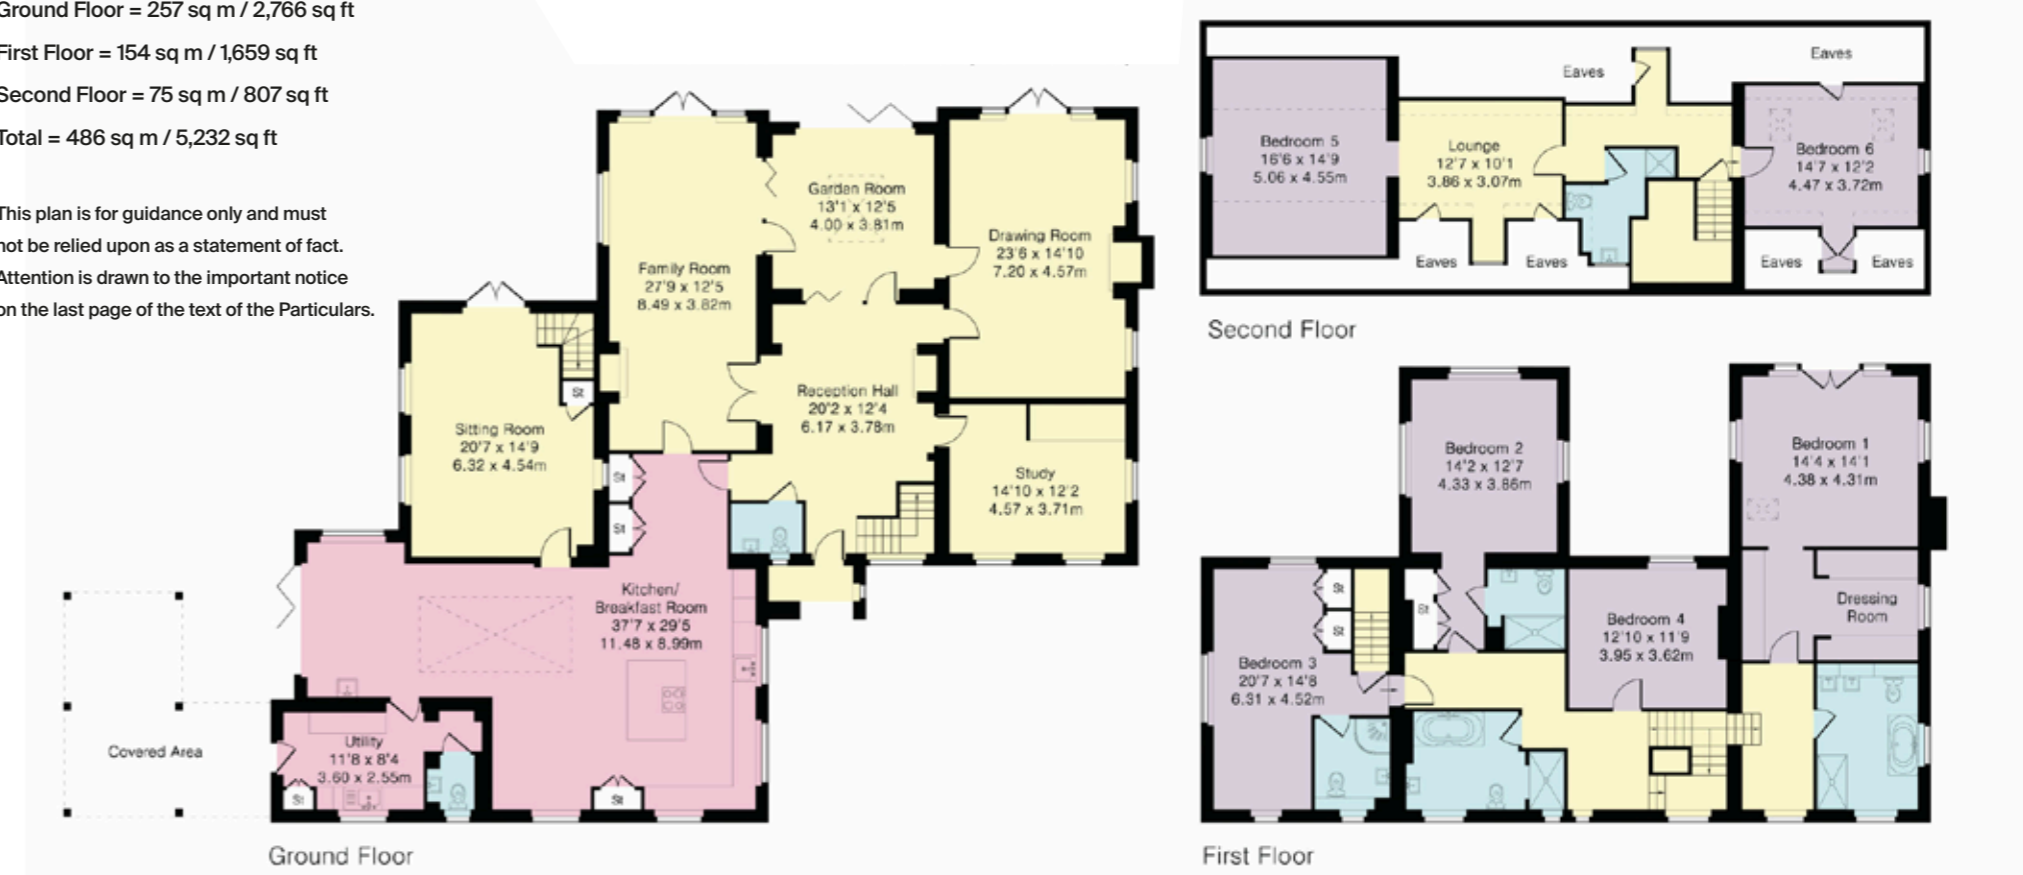 Ground Floor = 257 sq m / 2,766 sq ft
First Floor = 154 sq m / 1,659 sq ft
Second Floor = 75 sq m / 807 sq ft
Total = 486 sq m / 5,232 sq ft
This plan is for guidance only and must
not be relied upon as a statement of fact.
Attention is drawn to the important notice
on the last page of the text of the Particulars.
Family Room
27'9 x 12'5
8.49 x 3.82m
Garden Room
13'1 x 12'5
4.00 x 3.81m
Drawing Room
23'6 x 14'10
7.20 x 4.57m
Sitting Room
20'7 x 14'9
6.32 x 4.54m
St
Reception Hall
20'2 x 12'4
6.17 x 3.78m
Study
14'10 x 12'2
4.57 x 3.71m
St
St
Kitchen/
Breakfast Room
37'7 x 29'5
11.48 x 8.99m
Covered Area
Utility
11'8 x 8'4
3.60 x 2.55m
St
St
Ground Floor
Bedroom 5
16'6 x 14'9
5.06 x 4.55m
Lounge
12'7 x 10'1
3.86 x 3.07m
Eaves
Eaves
Bedroom 6
14'7 x 12'2
4.47 x 3.72m
Eaves
Eaves
Eaves
Eaves
Second Floor
Bedroom 2
14'2 x 12'7
4.33 x 3.86m
Bedroom 1
14'4 x 14'1
4.38 x 4.31m
St
St
St
Bedroom 3
20'7 x 14'8
6.31 x 4.52m
Bedroom 4
12'10 x 11'9
3.95 x 3.62m
Dressing
Room
First Floor